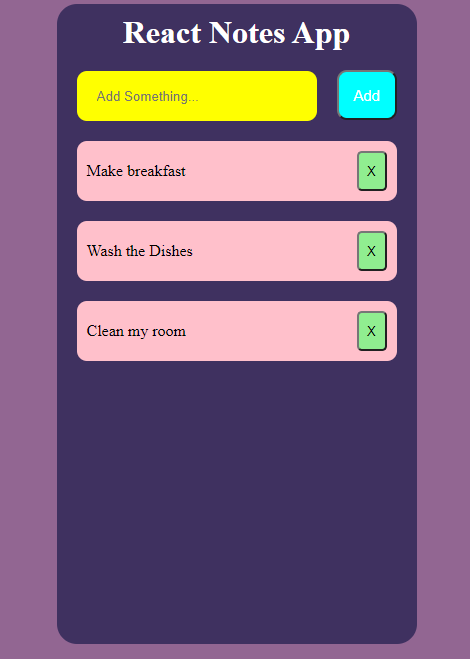 React Notes App
Add Something...
Add
Make breakfast
X
Wash the Dishes
X
Clean my room
X